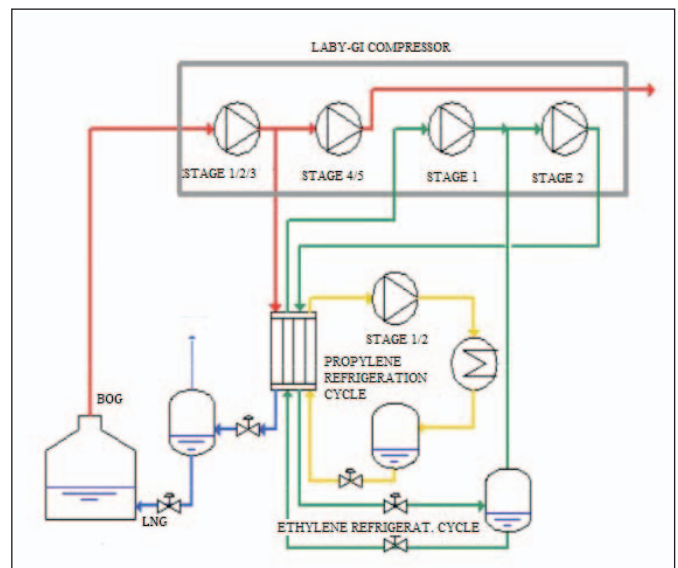 LABY-GI COMPRESSOR
STAGE 1/2/3
STAGE 4/5
STAGE 1
STAGE 2
STAGE 1/2
PROPYLENE
REFRIGERATION
CYCLE
BOG
LNG
ETHYLENE REFRIGERAT. CYCLE